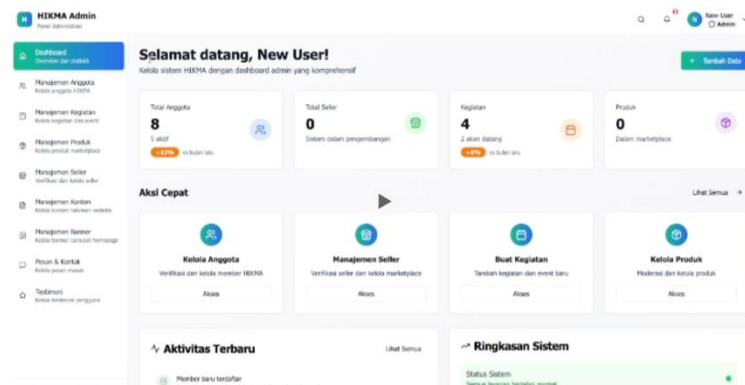 H
HIKMA Admin
Panel Administrasi
43
N
New User
Admin
Dashboard
Overview dan statistik
Manajemen Anggota
Kelola anggota HIKMA
Manajemen Kegiatan
Kelola kegiatan dan event
Manajemen Produk
Kelola produk marketplace
Manajemen Seller
Verifikasi dan kelola seller
Manajemen Konten
Kelola konten halaman website
Manajemen Banner
Kelola banner carousel homepage
Pesan & Kontak
Kelola pesan masuk
Testimoni
Kelola testimoni pengguna
Selamat datang, New User!
Kelola sistem HIKMA dengan dashboard admin yang komprehensif
+ Tambah Data
Total Anggota
8
5 aktif
+12% vs bulan lalu
Total Seller
0
Sistem dalam pengembangan
Kegiatan
4
2 akan datang
vs bulan lalu
Produk
0
Dalam marketplace
Aksi Cepat
Lihat Semua
Kelola Anggota
Verifikasi dan kelola member HIKMA
Akses
Manajemen Seller
Verifikasi seller dan kelola marketplace
Akses
Buat Kegiatan
Tambah kegiatan dan event baru
Akses
Kelola Produk
Moderasi dan kelola produk
Akses
Aktivitas Terbaru
Lihat Semua
Member baru terdaftar
Ringkasan Sistem
Status Sistem
Semua layanan berjalan normal